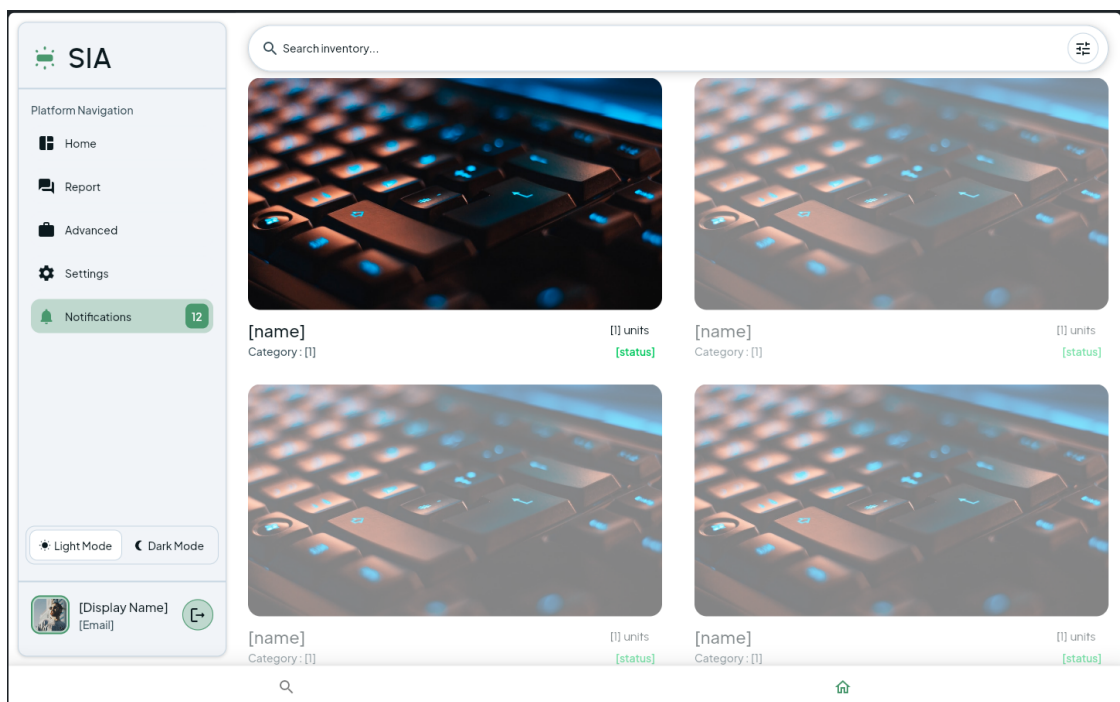 SIA
Platform Navigation
Home
Report
Advanced
Settings
Notifications 12
Light Mode Dark Mode
[Display Name]
[Email]
Search inventory...
[name] [1] units
Category : [1] [status]
[name] [1] units
Category : [1] [status]
[name] [1] units
Category : [1] [status]
[name] [1] units
Category : [1] [status]